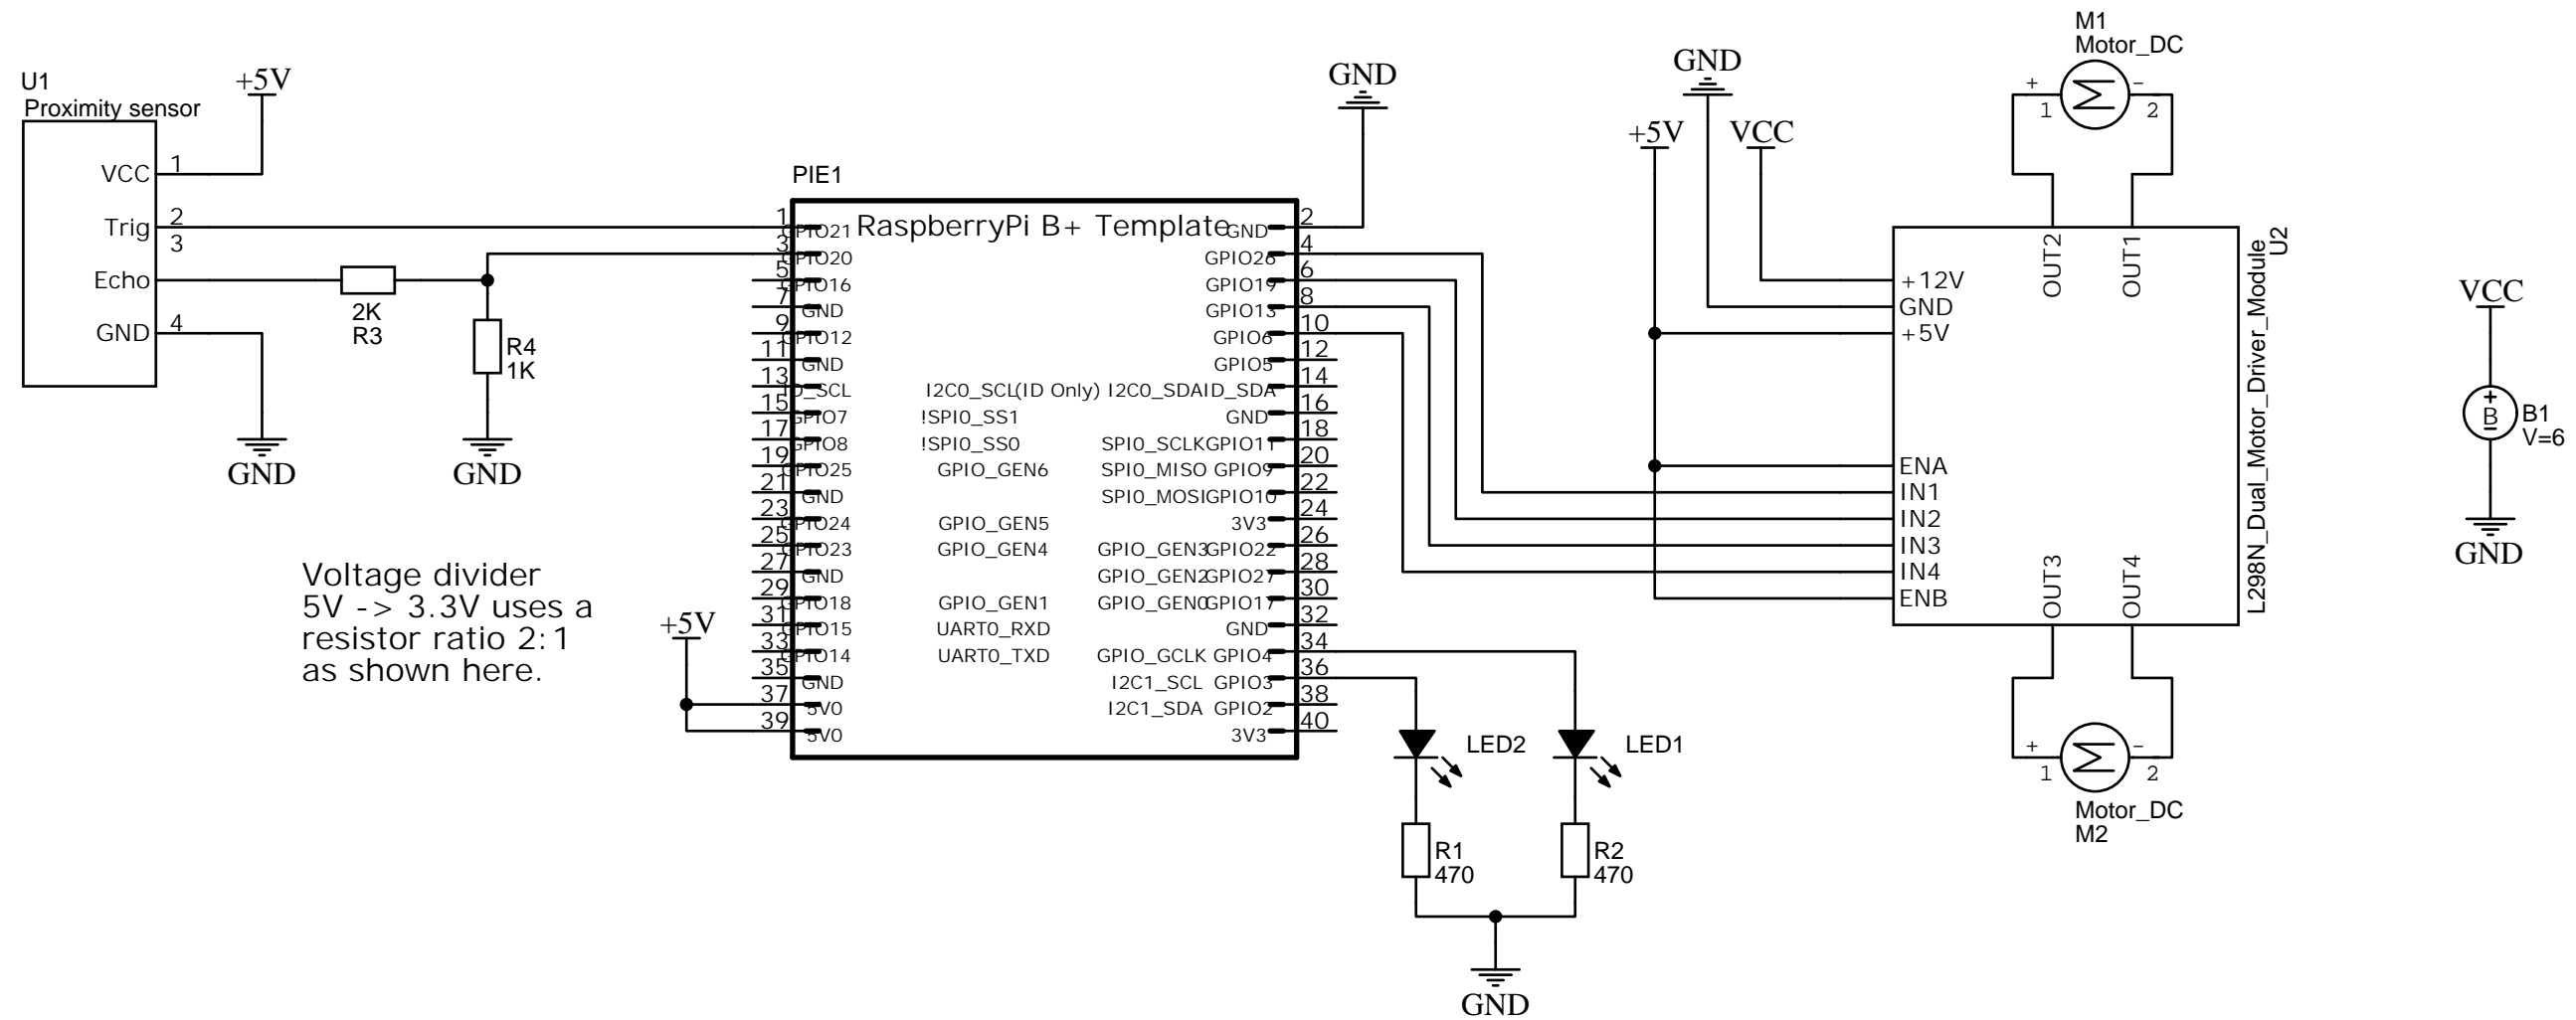 U1
Proximity sensor
+5V
VCC 1
Trig 2
3
Echo
GND 4
2K
R3
R4
1K
GND
GND
Voltage divider
5V -> 3.3V uses a
resistor ratio 2:1
as shown here.
+5V
PIE1
RaspberryPi B+ Template
1 GPIO21 GND 2
3 GPIO20 GPIO26 4
5 GPIO16 GPIO19 6
7 GND GPIO13 8
9 GPIO12 GPIO6 10
11 GND GPIO5 12
13 ID_SCL I2C0_SCL(ID Only) I2C0_SDA ID_SDA 14
15 GPIO7 !SPI0_SS1 GND 16
17 GPIO8 !SPI0_SS0 SPI0_SCLK GPIO11 18
19 GPIO25 GPIO_GEN6 SPI0_MISO GPIO9 20
21 GND SPI0_MOSI GPIO10 22
23 GPIO24 GPIO_GEN5 3V3 24
25 GPIO23 GPIO_GEN4 GPIO_GEN3 GPIO22 26
27 GND GPIO_GEN2 GPIO27 28
29 GPIO18 GPIO_GEN1 GPIO_GEN0 GPIO17 30
31 GPIO15 UART0_RXD GND 32
33 GPIO14 UART0_TXD GPIO_GCLK GPIO4 34
35 GND I2C1_SCL GPIO3 36
37 5V0 I2C1_SDA GPIO2 38
39 5V0 3V3 40
GND
LED2
LED1
R1
470
R2
470
GND
GND
+5V
VCC
M1
Motor_DC
+ -
1 2
OUT2
OUT1
+12V
GND
+5V
ENA
IN1
IN2
IN3
IN4
ENB
OUT3
OUT4
L298N_Dual_Motor_Driver_Module
U2
+ -
1 2
Motor_DC
M2
VCC
+
B
B1
V=6
GND